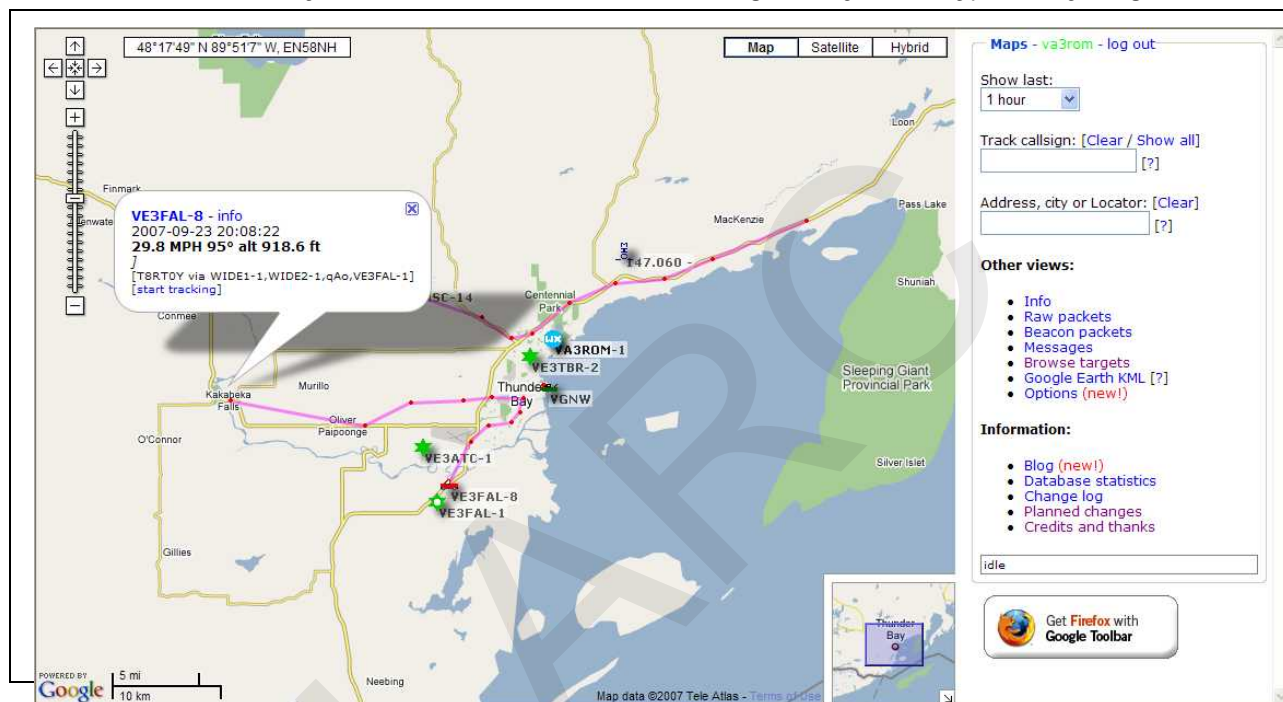 48°17'49" N 89°51'7" W, EN58NH
Map
Satellite
Hybrid
Finmark
Loon
Pass Lake
MacKenzie
VE3FAL-8 - info
2007-09-23 20:08:22
29.8 MPH 95° alt 918.6 ft
]
[T8RT0Y via WIDE1-1,WIDE2-1,qAo,VE3FAL-1]
[start tracking]
147.060 -
Shuniah
SC-14
Centennial
Park
Conmee
VA3ROM-1
VE3TBR-2
Sleeping Giant
Provincial Park
Thunder
Bay
VGNW
Murillo
Kakabeka
Falls
Oliver
Paipoonge
O'Connor
VE3ATC-1
Silver Islet
VE3FAL-8
VE3FAL-1
Gillies
Thunder
Bay
Neebing
POWERED BY
Google
5 mi
10 km
Map data ©2007 Tele Atlas - Terms of Use
Maps - va3rom - log out
Show last:
1 hour
Track callsign: [Clear / Show all]
[?]
Address, city or Locator: [Clear]
[?]
Other views:
Info
Raw packets
Beacon packets
Messages
Browse targets
Google Earth KML [?]
Options (new!)
Information:
Blog (new!)
Database statistics
Change log
Planned changes
Credits and thanks
idle
Get Firefox with
Google Toolbar